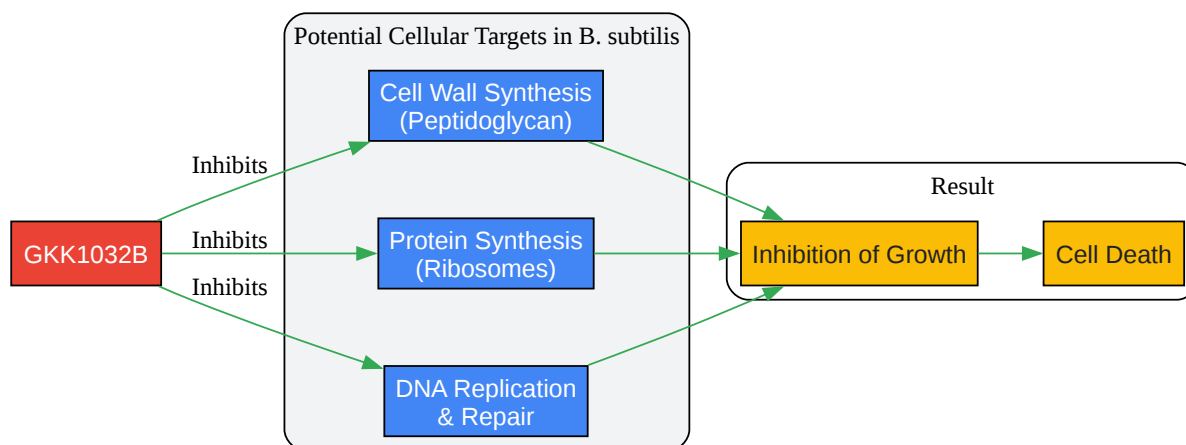 Potential Cellular Targets in B. subtilis
Cell Wall Synthesis
(Peptidoglycan)
Inhibits
Result
GKK1032B
Inhibits
Protein Synthesis
(Ribosomes)
Inhibition of Growth
Cell Death
Inhibits
DNA Replication
& Repair